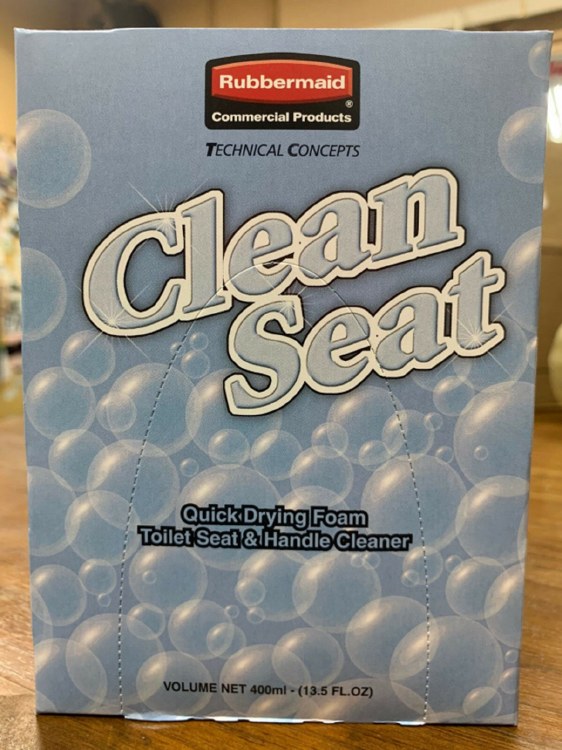 Rubbermaid
®
Commercial Products
TECHNICAL CONCEPTS
Clean
Seat
Quick Drying Foam
Toilet Seat & Handle Cleaner
VOLUME NET 400ml - (13.5 FL.OZ)